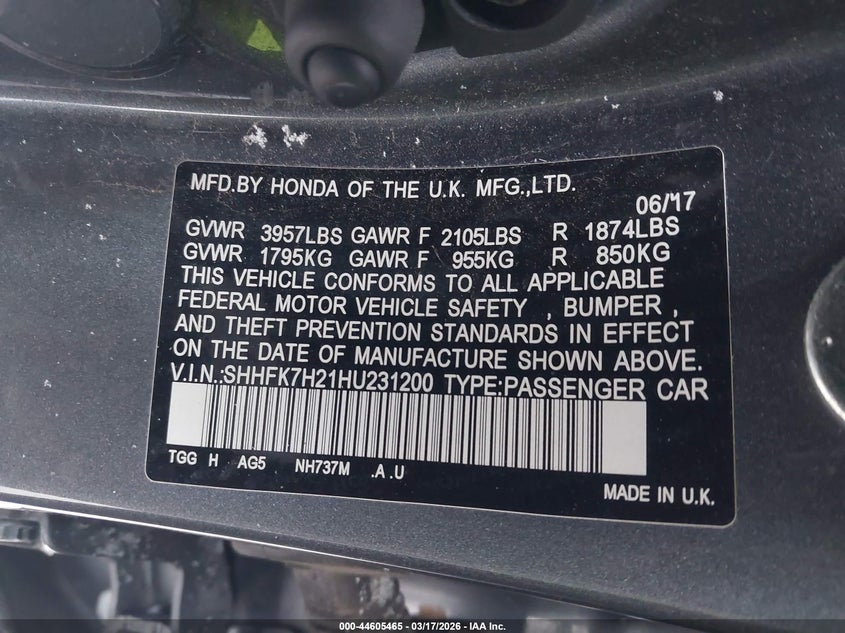 MFD.BY HONDA OF THE U.K. MFG.,LTD.
06/17
GVWR 3957LBS GAWR F 2105LBS R 1874LBS
GVWR 1795KG GAWR F 955KG R 850KG
THIS VEHICLE CONFORMS TO ALL APPLICABLE
FEDERAL MOTOR VEHICLE SAFETY , BUMPER ,
AND THEFT PREVENTION STANDARDS IN EFFECT
ON THE DATE OF MANUFACTURE SHOWN ABOVE.
V.I.N.:SHHFK7H21HU231200 TYPE:PASSENGER CAR
TGG H AG5 NH737M .A .U
MADE IN U.K.
000-44605465 - 03/17/2026 - IAA Inc.